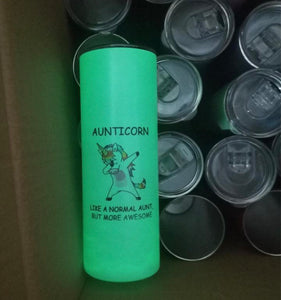 AUNTICORN
LIKE A NORMAL AUNT,
BUT MORE AWESOME